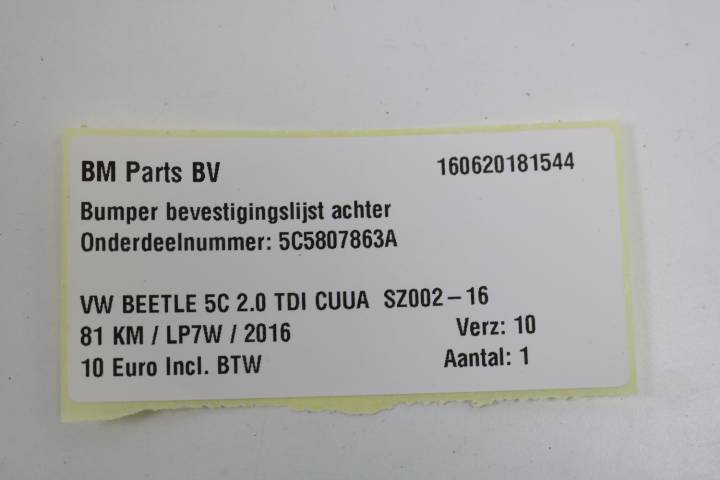 BM Parts BV 160620181544
Bumper bevestigingslijst achter
Onderdeelnummer: 5C5807863A
VW BEETLE 5C 2.0 TDI CUUA SZ002-16
81 KM / LP7W / 2016 Verz: 10
10 Euro Incl. BTW Aantal: 1